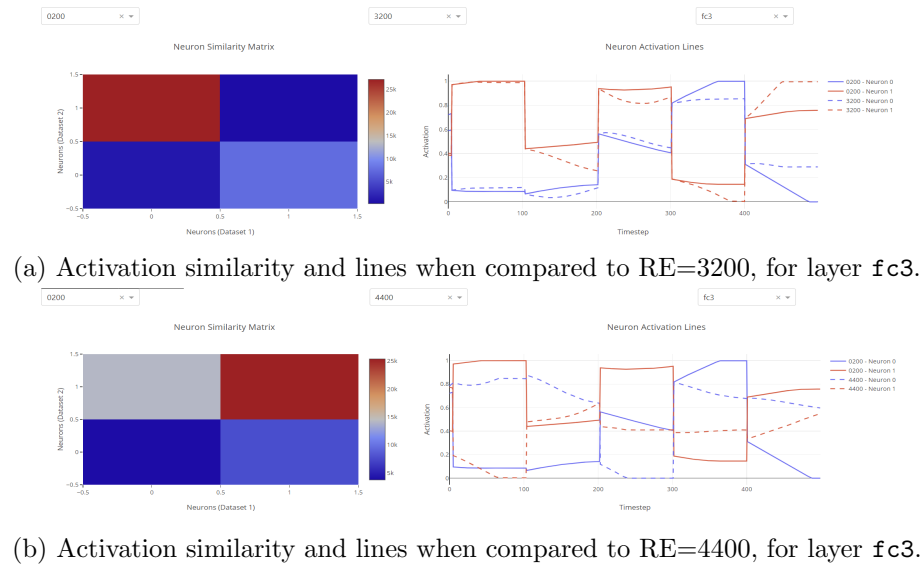 0200 × 3200 × fc3 ×
Neuron Similarity Matrix Neuron Activation Lines
1.5
1
0.5
0
−0.5
Neurons (Dataset 2)
−0.5 0 0.5 1 1.5
Neurons (Dataset 1)
25k
20k
15k
10k
5k
1
0.8
0.6
0.4
0.2
0
Activation
0 100 200 300 400
Timestep
0200 - Neuron 0
0200 - Neuron 1
3200 - Neuron 0
3200 - Neuron 1
(a) Activation similarity and lines when compared to RE=3200, for layer fc3.
0200 × 4400 × fc3 ×
Neuron Similarity Matrix Neuron Activation Lines
1.5
1
0.5
0
−0.5
Neurons (Dataset 2)
−0.5 0 0.5 1 1.5
Neurons (Dataset 1)
25k
20k
15k
10k
5k
1
0.8
0.6
0.4
0.2
0
Activation
0 100 200 300 400
Timestep
0200 - Neuron 0
0200 - Neuron 1
4400 - Neuron 0
4400 - Neuron 1
(b) Activation similarity and lines when compared to RE=4400, for layer fc3.